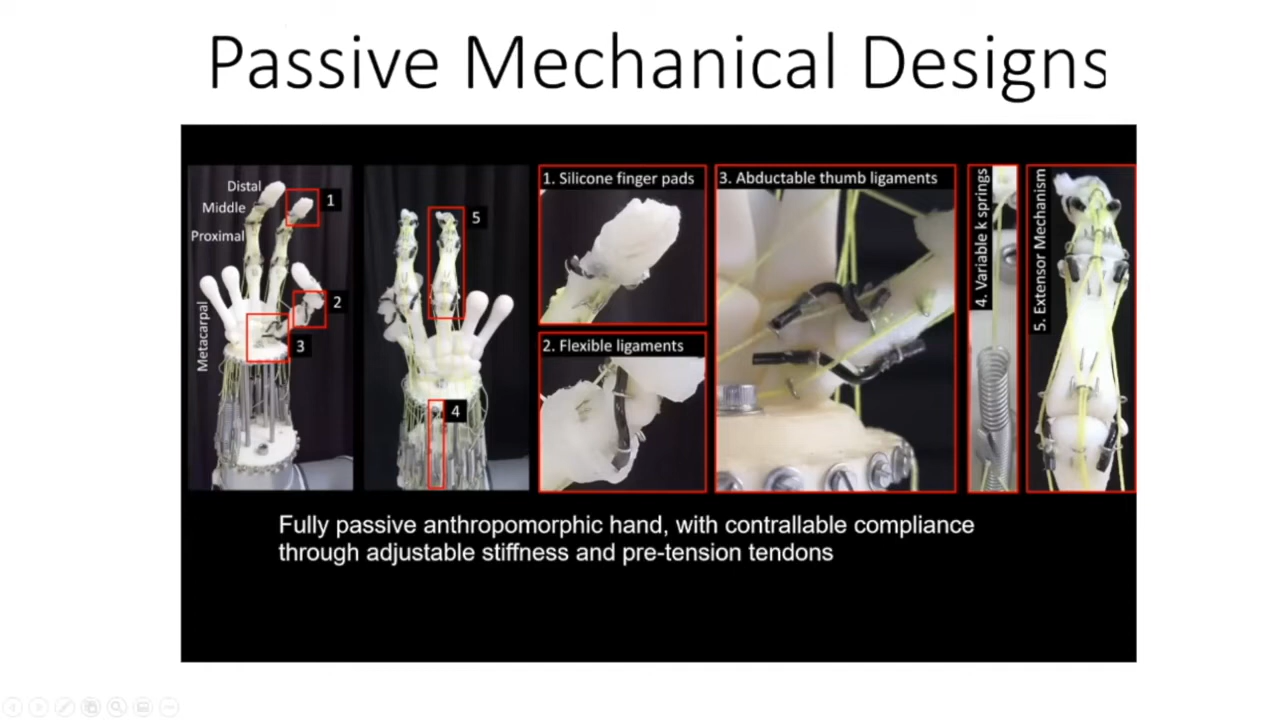 Passive Mechanical Designs
Distal
Middle
Proximal
Metacarpal
1
2
3
5
4
1. Silicone finger pads
2. Flexible ligaments
3. Abductable thumb ligaments
4. Variable k springs
5. Extensor Mechanism
Fully passive anthropomorphic hand, with contrallable compliance
through adjustable stiffness and pre-tension tendons